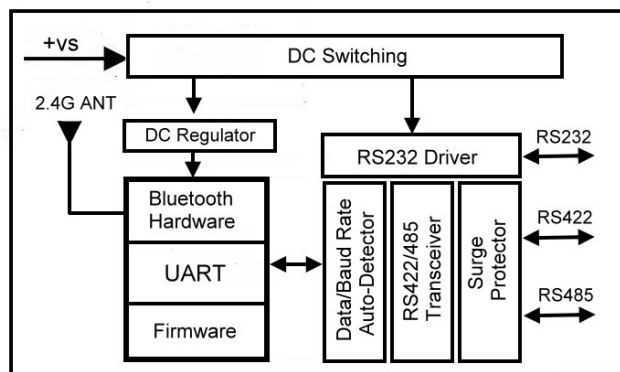 +vs
DC Switching
2.4G ANT
DC Regulator
RS232 Driver
RS232
Bluetooth
Hardware
UART
Firmware
Data/Baud Rate
Auto-Detector
RS422/485
Transceiver
Surge
Protector
RS422
RS485